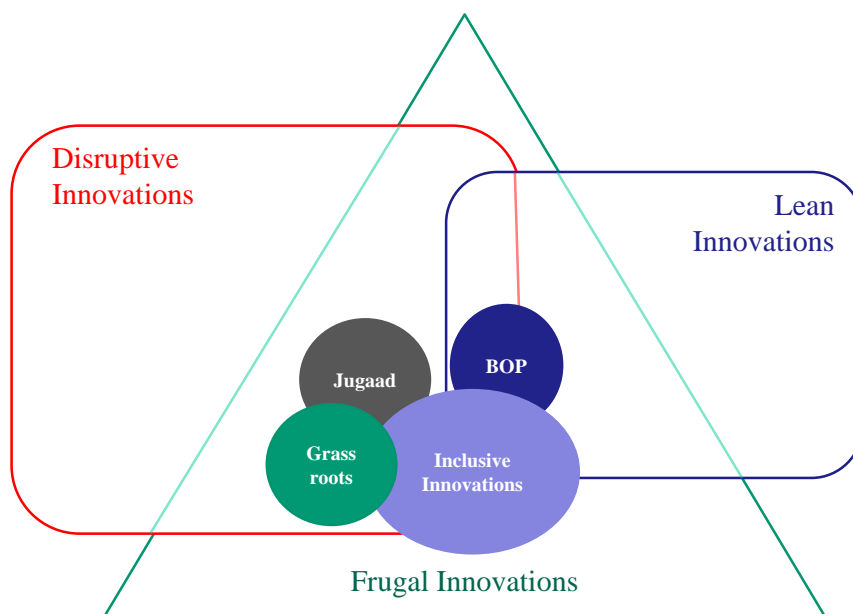 Disruptive
Innovations
Lean
Innovations
Jugaad
BOP
Grass
roots
Inclusive
Innovations
Frugal Innovations